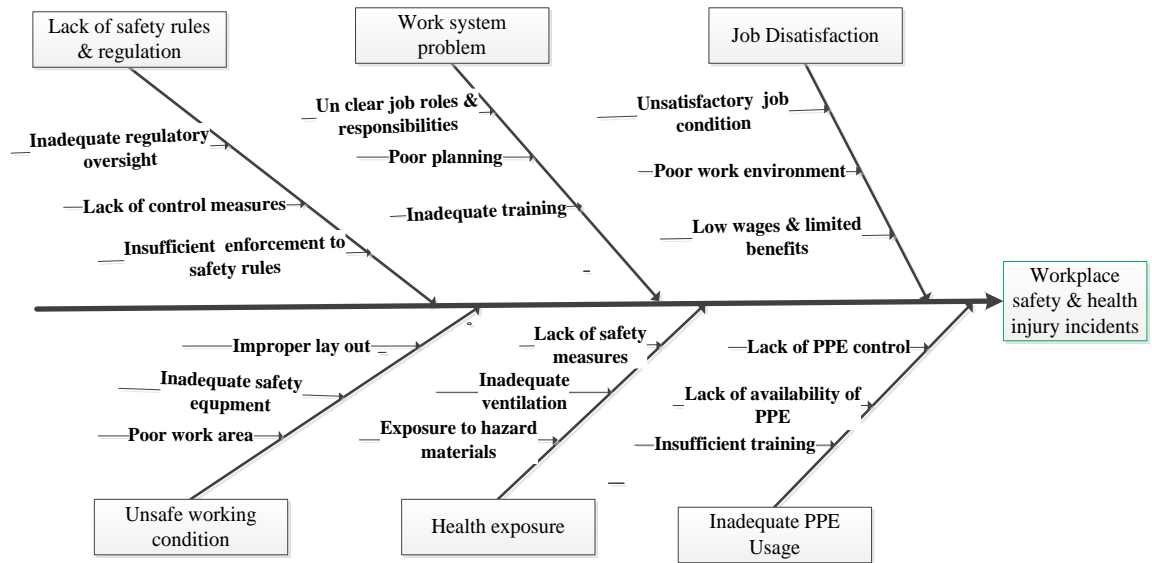 Lack of safety rules
& regulation
Work system
problem
Job Disatisfaction
Un clear job roles &
responsibilities
Unsatisfactory job
condition
Inadequate regulatory
oversight
Poor planning
Poor work environment
Lack of control measures
Inadequate training
Low wages & limited
benefits
Insufficient enforcement to
safety rules
Workplace
safety & health
injury incidents
Improper lay out
Lack of safety
measures
Lack of PPE control
Inadequate safety
equpment
Inadequate
ventilation
Lack of availability of
PPE
Poor work area
Exposure to hazard
materials
Insufficient training
Unsafe working
condition
Health exposure
Inadequate PPE
Usage